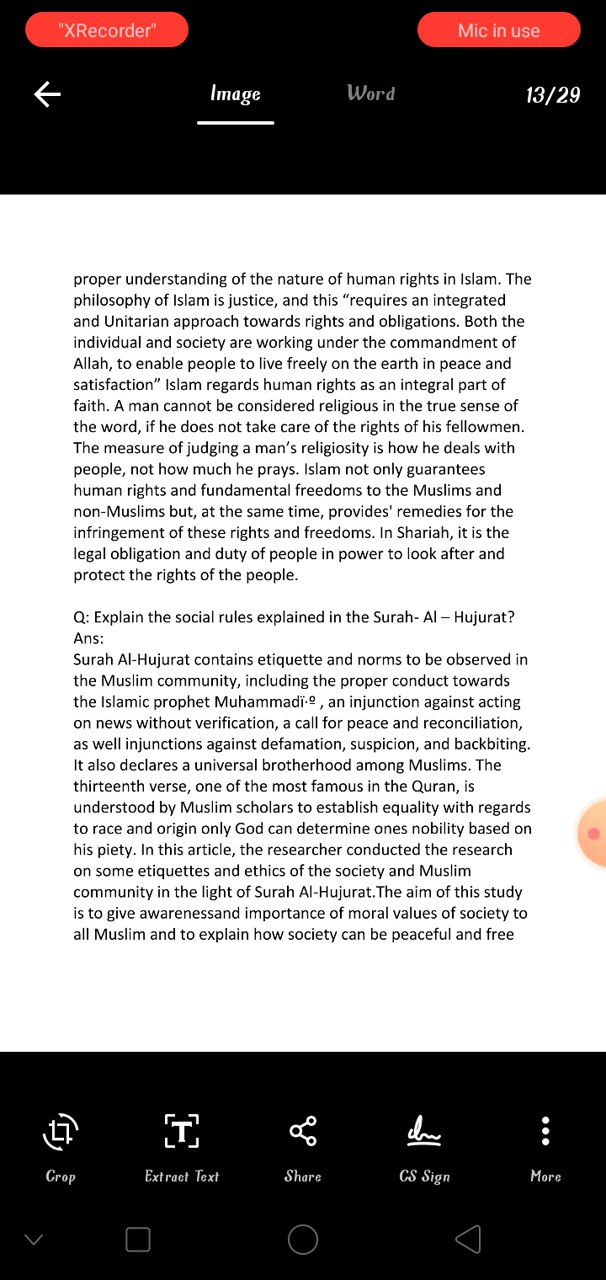 "XRecorder"
Mic in use
Image
Word
13/29
proper understanding of the nature of human rights in Islam. The
philosophy of Islam is justice, and this “requires an integrated
and Unitarian approach towards rights and obligations. Both the
individual and society are working under the commandment of
Allah, to enable people to live freely on the earth in peace and
satisfaction” Islam regards human rights as an integral part of
faith. A man cannot be considered religious in the true sense of
the word, if he does not take care of the rights of his fellowmen.
The measure of judging a man’s religiosity is how he deals with
people, not how much he prays. Islam not only guarantees
human rights and fundamental freedoms to the Muslims and
non-Muslims but, at the same time, provides' remedies for the
infringement of these rights and freedoms. In Shariah, it is the
legal obligation and duty of people in power to look after and
protect the rights of the people.
Q: Explain the social rules explained in the Surah- Al – Hujurat?
Ans:
Surah Al-Hujurat contains etiquette and norms to be observed in
the Muslim community, including the proper conduct towards
the Islamic prophet Muhammadï·º , an injunction against acting
on news without verification, a call for peace and reconciliation,
as well injunctions against defamation, suspicion, and backbiting.
It also declares a universal brotherhood among Muslims. The
thirteenth verse, one of the most famous in the Quran, is
understood by Muslim scholars to establish equality with regards
to race and origin only God can determine ones nobility based on
his piety. In this article, the researcher conducted the research
on some etiquettes and ethics of the society and Muslim
community in the light of Surah Al-Hujurat.The aim of this study
is to give awarenessand importance of moral values of society to
all Muslim and to explain how society can be peaceful and free
Crop
Extract Text
Share
CS Sign
More